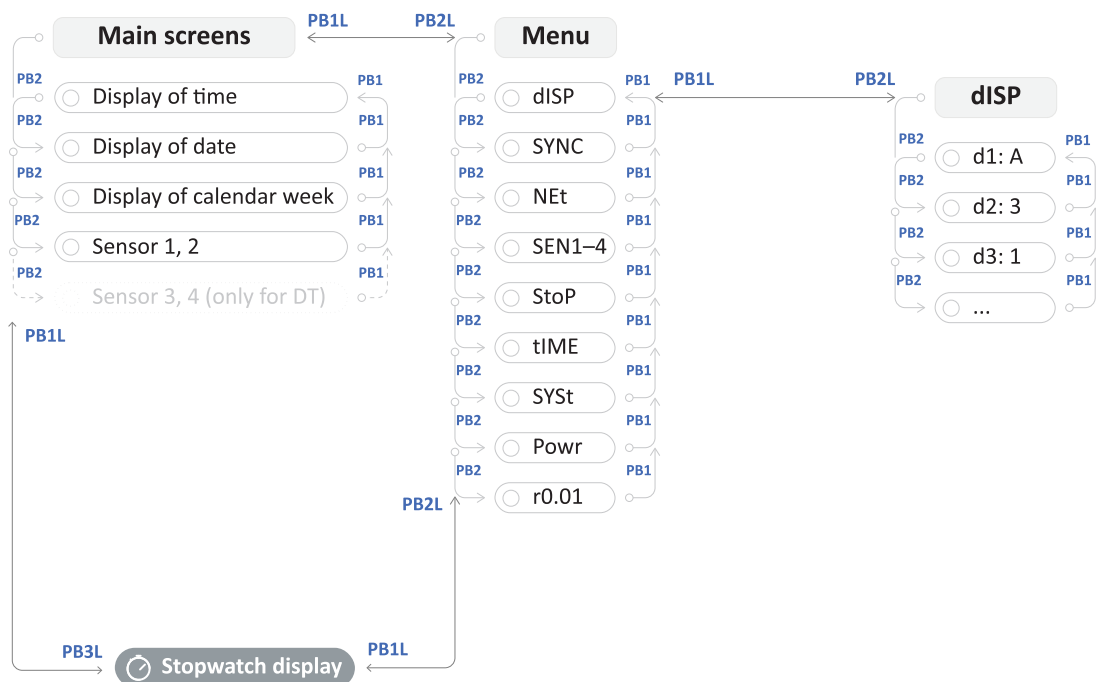 Main screens
PB1L
PB2L
Menu
PB2
Display of time
PB1
PB2
dISP
PB1
PB1L
PB2L
dISP
PB2
Display of date
PB1
PB2
SYNC
PB1
PB2
d1: A
PB1
PB2
Display of calendar week
PB1
PB2
NEt
PB1
PB2
d2: 3
PB1
PB2
Sensor 1, 2
PB1
PB2
SEN1–4
PB1
PB2
d3: 1
PB1
PB2
Sensor 3, 4 (only for DT)
PB1
PB2
StoP
PB1
PB2
...
PB1
PB1L
PB2
tIME
PB1
PB2
SYSt
PB1
PB2
Powr
PB1
PB2
r0.01
PB1
PB2L
PB3L
Stopwatch display
PB1L